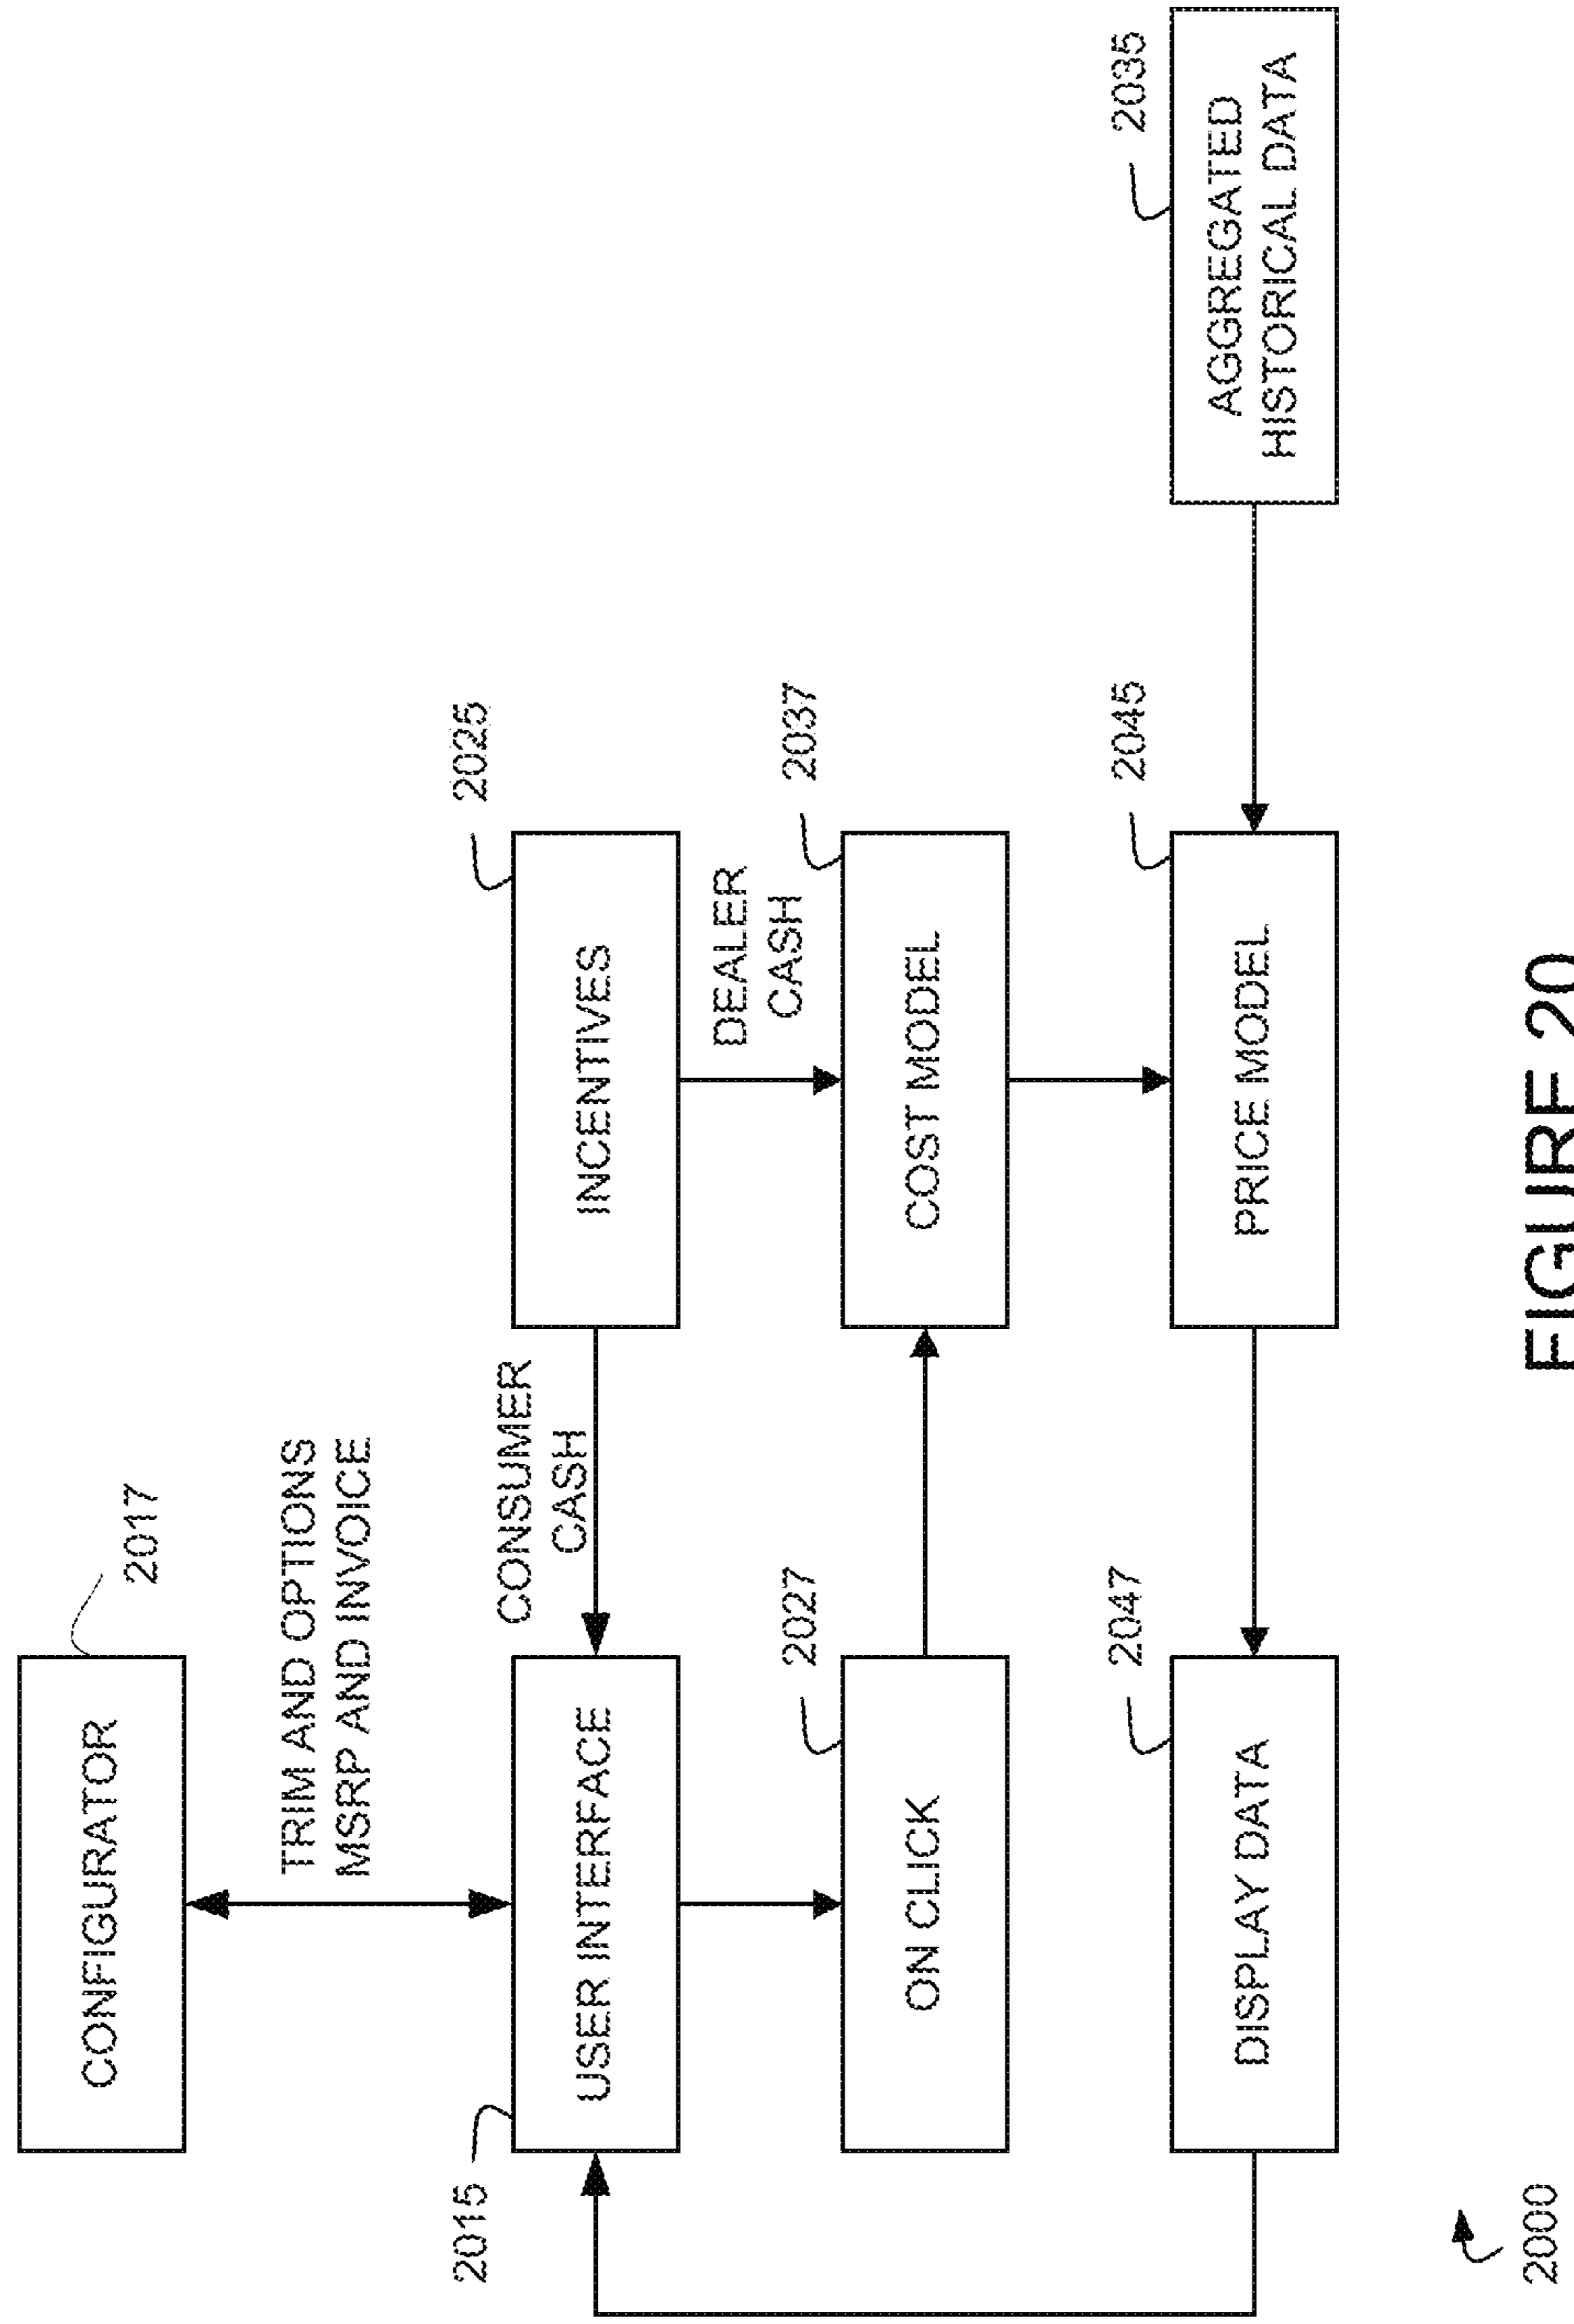 CONFIGURATOR
2017
TRIM AND OPTIONS
MSRP AND INVOICE
2015
USER INTERFACE
CONSUMER
CASH
INCENTIVES
2025
DEALER
CASH
2027
ON CLICK
2037
COST MODEL
2047
DISPLAY DATA
2045
PRICE MODEL
2035
AGGREGATED
HISTORICAL DATA
2000
FIGURE 20